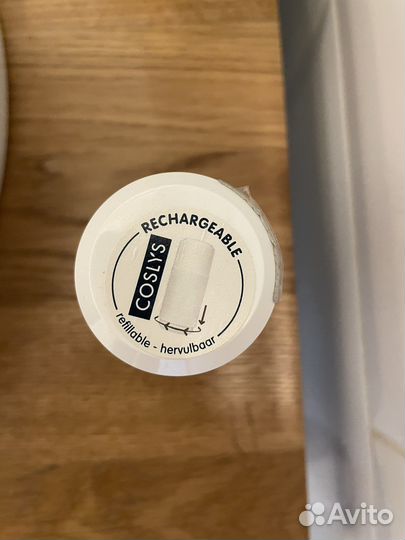 RECHARGEABLE
COSLYS
refillable - hervulbaar
Avito